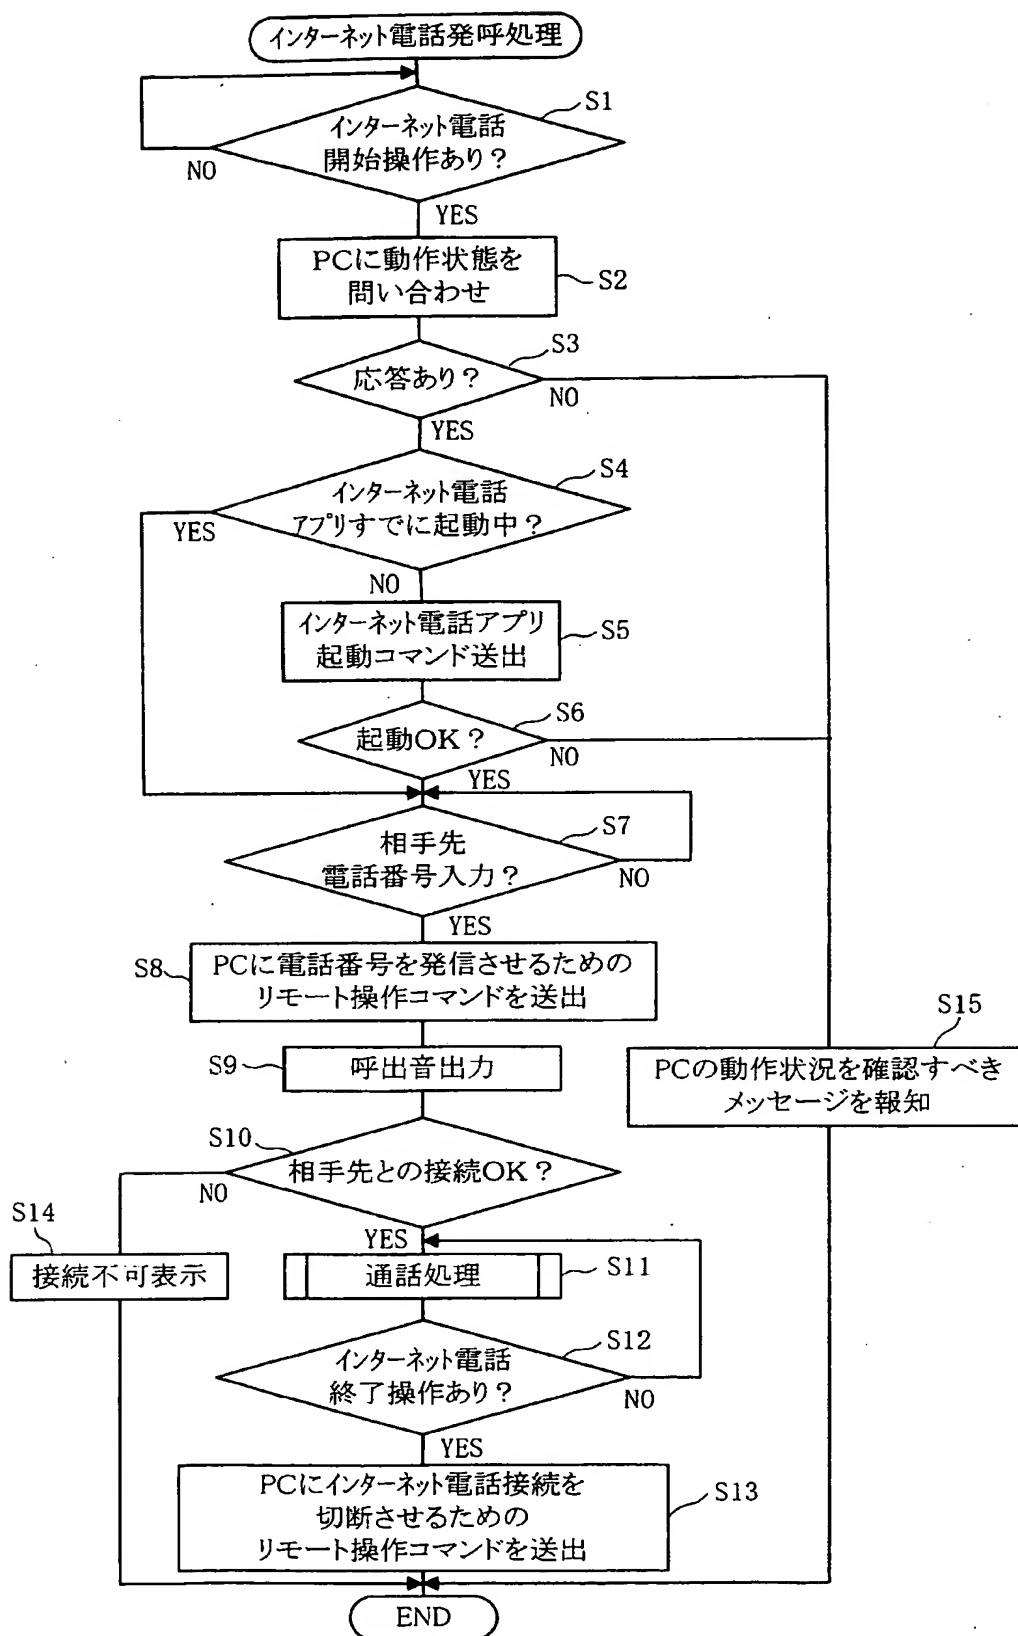 インターネット電話発呼処理
S1
インターネット電話
開始操作あり？
NO
YES
PCに動作状態を
問い合わせ
S2
S3
応答あり？
NO
YES
S4
インターネット電話
アプリすでに起動中？
YES
NO
インターネット電話アプリ
起動コマンド送出
S5
S6
起動OK？
NO
YES
S7
相手先
電話番号入力？
NO
YES
S8
PCに電話番号を発信させるための
リモート操作コマンドを送出
S15
PCの動作状況を確認すべき
メッセージを報知
S9
呼出音出力
S10
相手先との接続OK？
NO
YES
S14
接続不可表示
通話処理
S11
S12
インターネット電話
終了操作あり？
NO
YES
PCにインターネット電話接続を
切断させるための
リモート操作コマンドを送出
S13
END